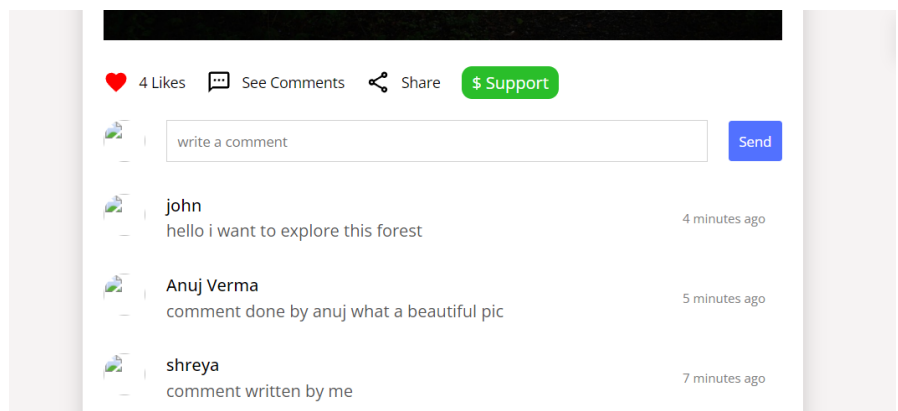 4 Likes See Comments Share $ Support
write a comment Send
john
hello i want to explore this forest
4 minutes ago
Anuj Verma
comment done by anuj what a beautiful pic
5 minutes ago
shreya
comment written by me
7 minutes ago